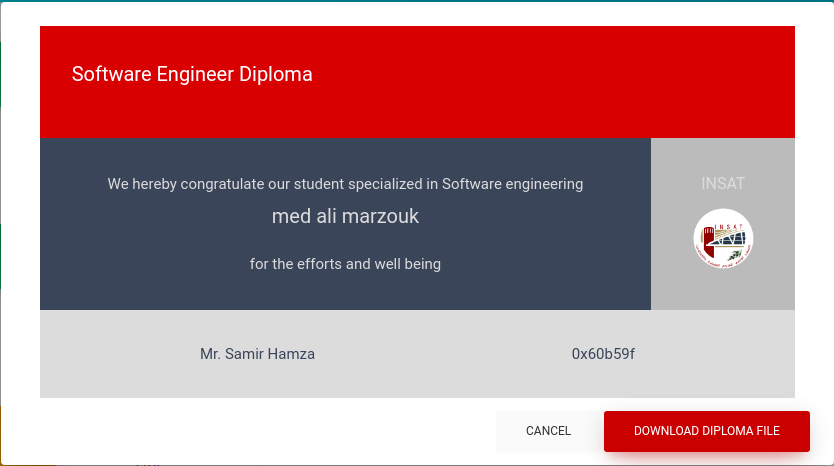 Software Engineer Diploma
We hereby congratulate our student specialized in Software engineering
med ali marzouk
for the efforts and well being
INSAT
INSAT
Mr. Samir Hamza
0x60b59f
CANCEL
DOWNLOAD DIPLOMA FILE